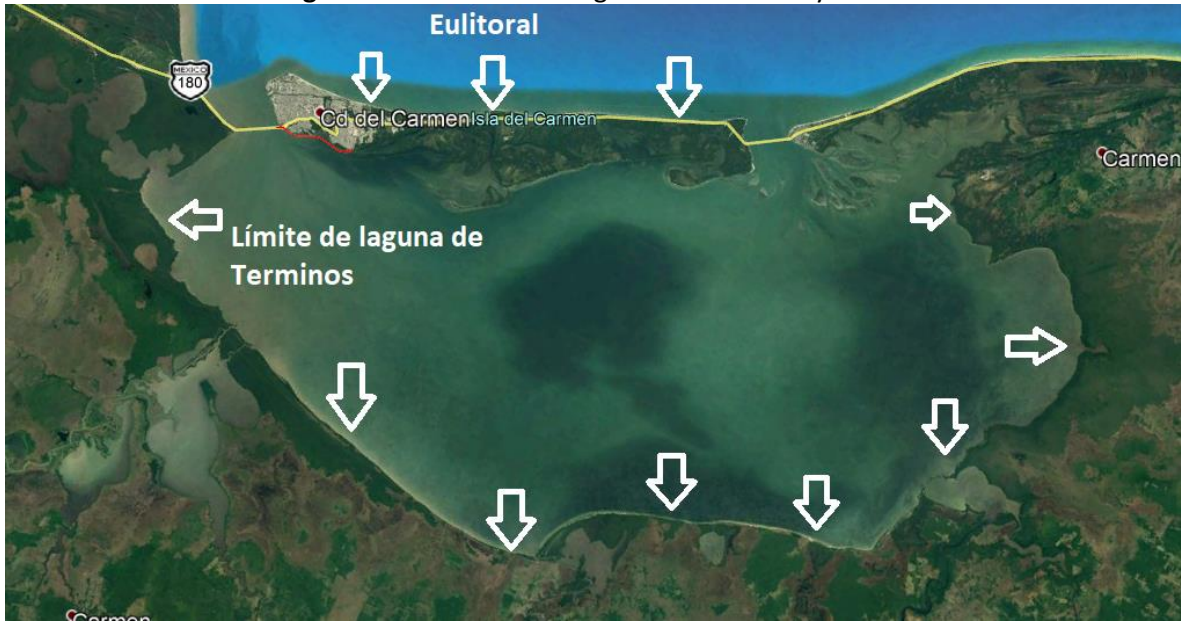 Eulitoral
MEXICO
180
Cd del Carmen
Isla del Carmen
Carmen
Límite de laguna de
Terminos
Carmen